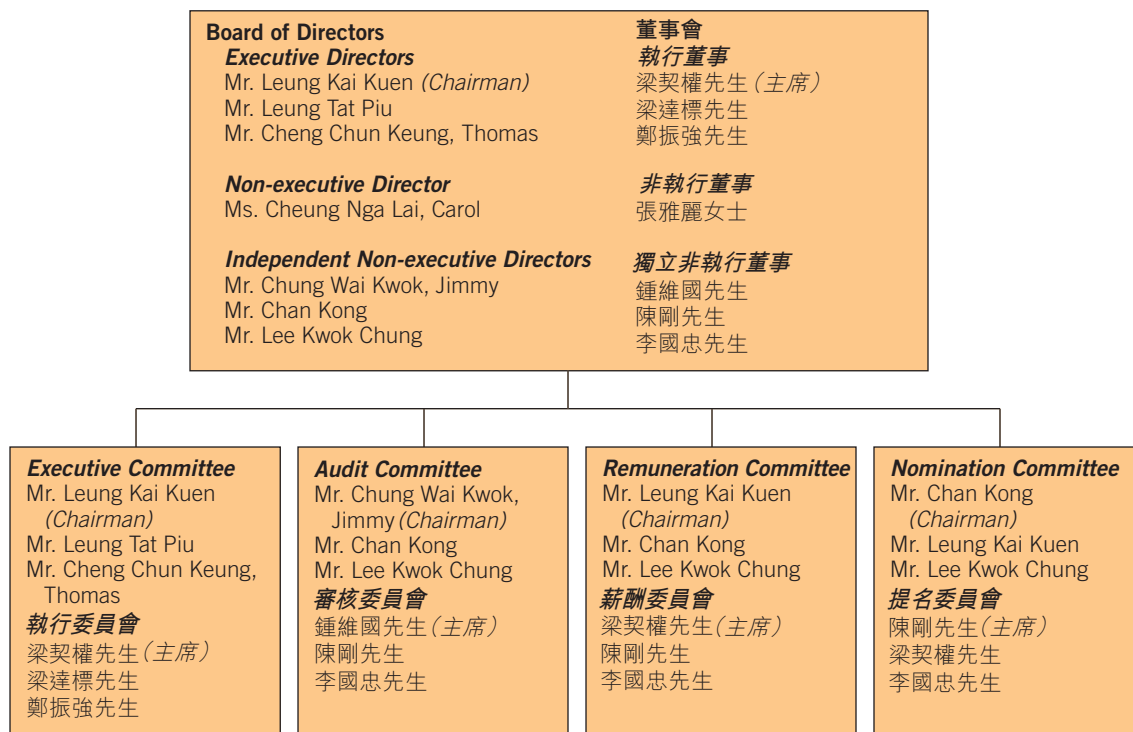 Board of Directors
Executive Directors
Mr. Leung Kai Kuen (Chairman)
Mr. Leung Tat Piu
Mr. Cheng Chun Keung, Thomas
Non-executive Director
Ms. Cheung Nga Lai, Carol
Independent Non-executive Directors
Mr. Chung Wai Kwok, Jimmy
Mr. Chan Kong
Mr. Lee Kwok Chung
董事會
執行董事
梁契權先生（主席）
梁達標先生
鄭振強先生
非執行董事
張雅麗女士
獨立非執行董事
鍾維國先生
陳剛先生
李國忠先生
Executive Committee
Mr. Leung Kai Kuen
(Chairman)
Mr. Leung Tat Piu
Mr. Cheng Chun Keung,
Thomas
執行委員會
梁契權先生（主席）
梁達標先生
鄭振強先生
Audit Committee
Mr. Chung Wai Kwok,
Jimmy (Chairman)
Mr. Chan Kong
Mr. Lee Kwok Chung
審核委員會
鍾維國先生（主席）
陳剛先生
李國忠先生
Remuneration Committee
Mr. Leung Kai Kuen
(Chairman)
Mr. Chan Kong
Mr. Lee Kwok Chung
薪酬委員會
梁契權先生（主席）
陳剛先生
李國忠先生
Nomination Committee
Mr. Chan Kong
(Chairman)
Mr. Leung Kai Kuen
Mr. Lee Kwok Chung
提名委員會
陳剛先生（主席）
梁契權先生
李國忠先生